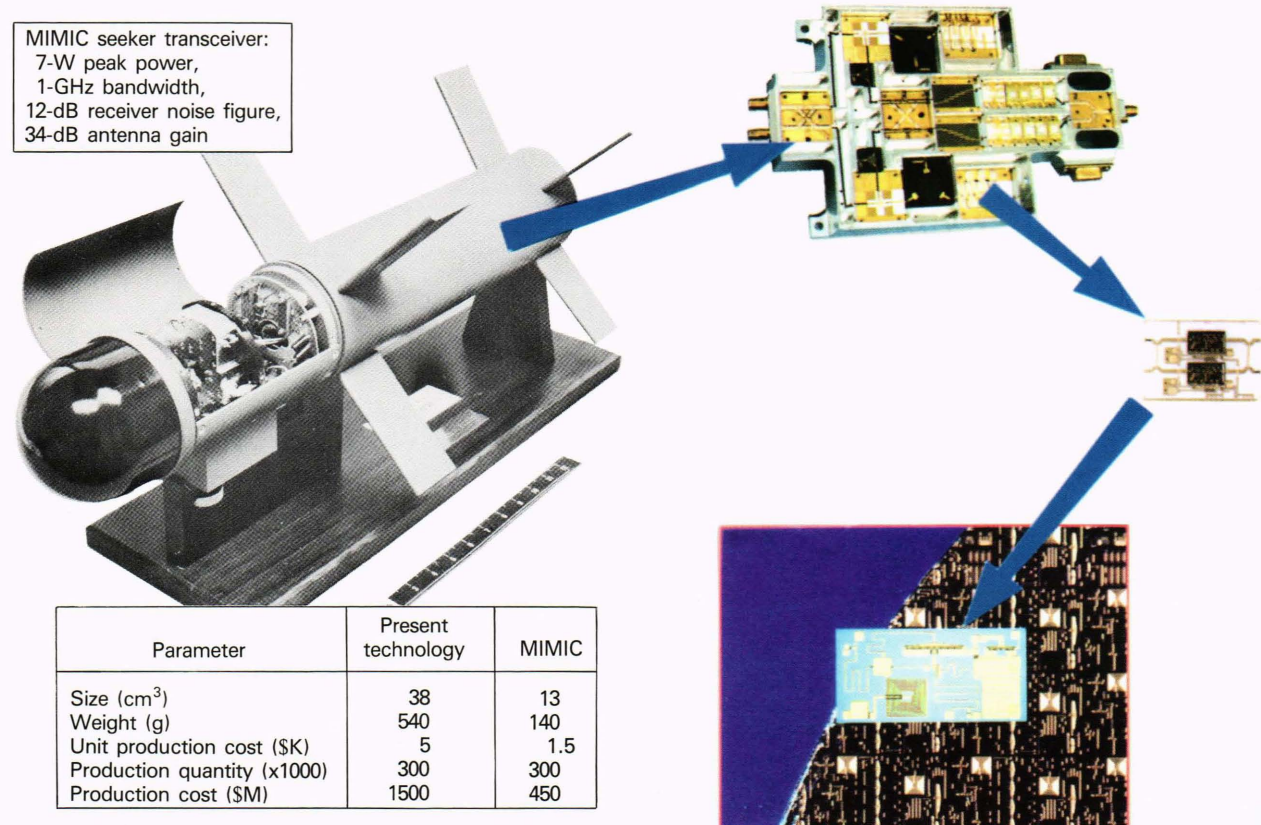 MIMIC seeker transceiver:
7-W peak power,
1-GHz bandwidth,
12-dB receiver noise figure,
34-dB antenna gain
Parameter Present technology MIMIC
Size (cm³) 38 13
Weight (g) 540 140
Unit production cost ($K) 5 1.5
Production quantity (x1000) 300 300
Production cost ($M) 1500 450